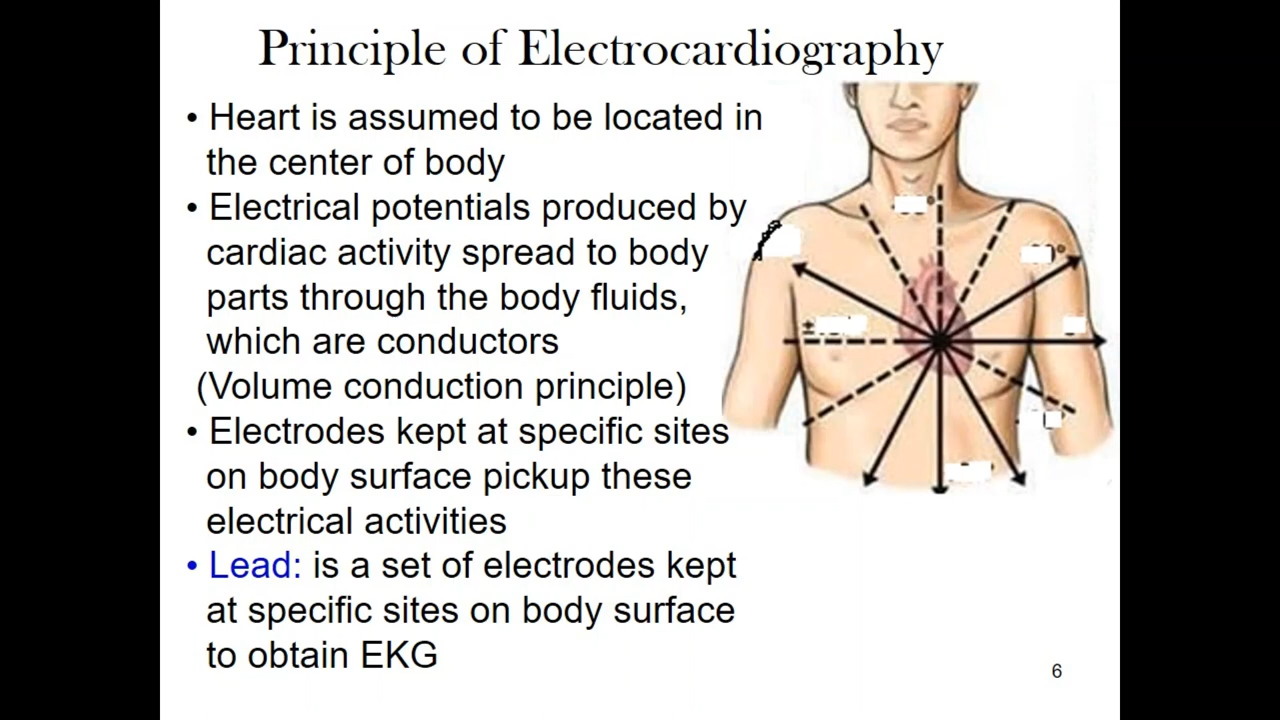 Principle of Electrocardiography
• Heart is assumed to be located in
the center of body
• Electrical potentials produced by
cardiac activity spread to body
parts through the body fluids,
which are conductors
(Volume conduction principle)
• Electrodes kept at specific sites
on body surface pickup these
electrical activities
• Lead: is a set of electrodes kept
at specific sites on body surface
to obtain EKG
°
°
±
6